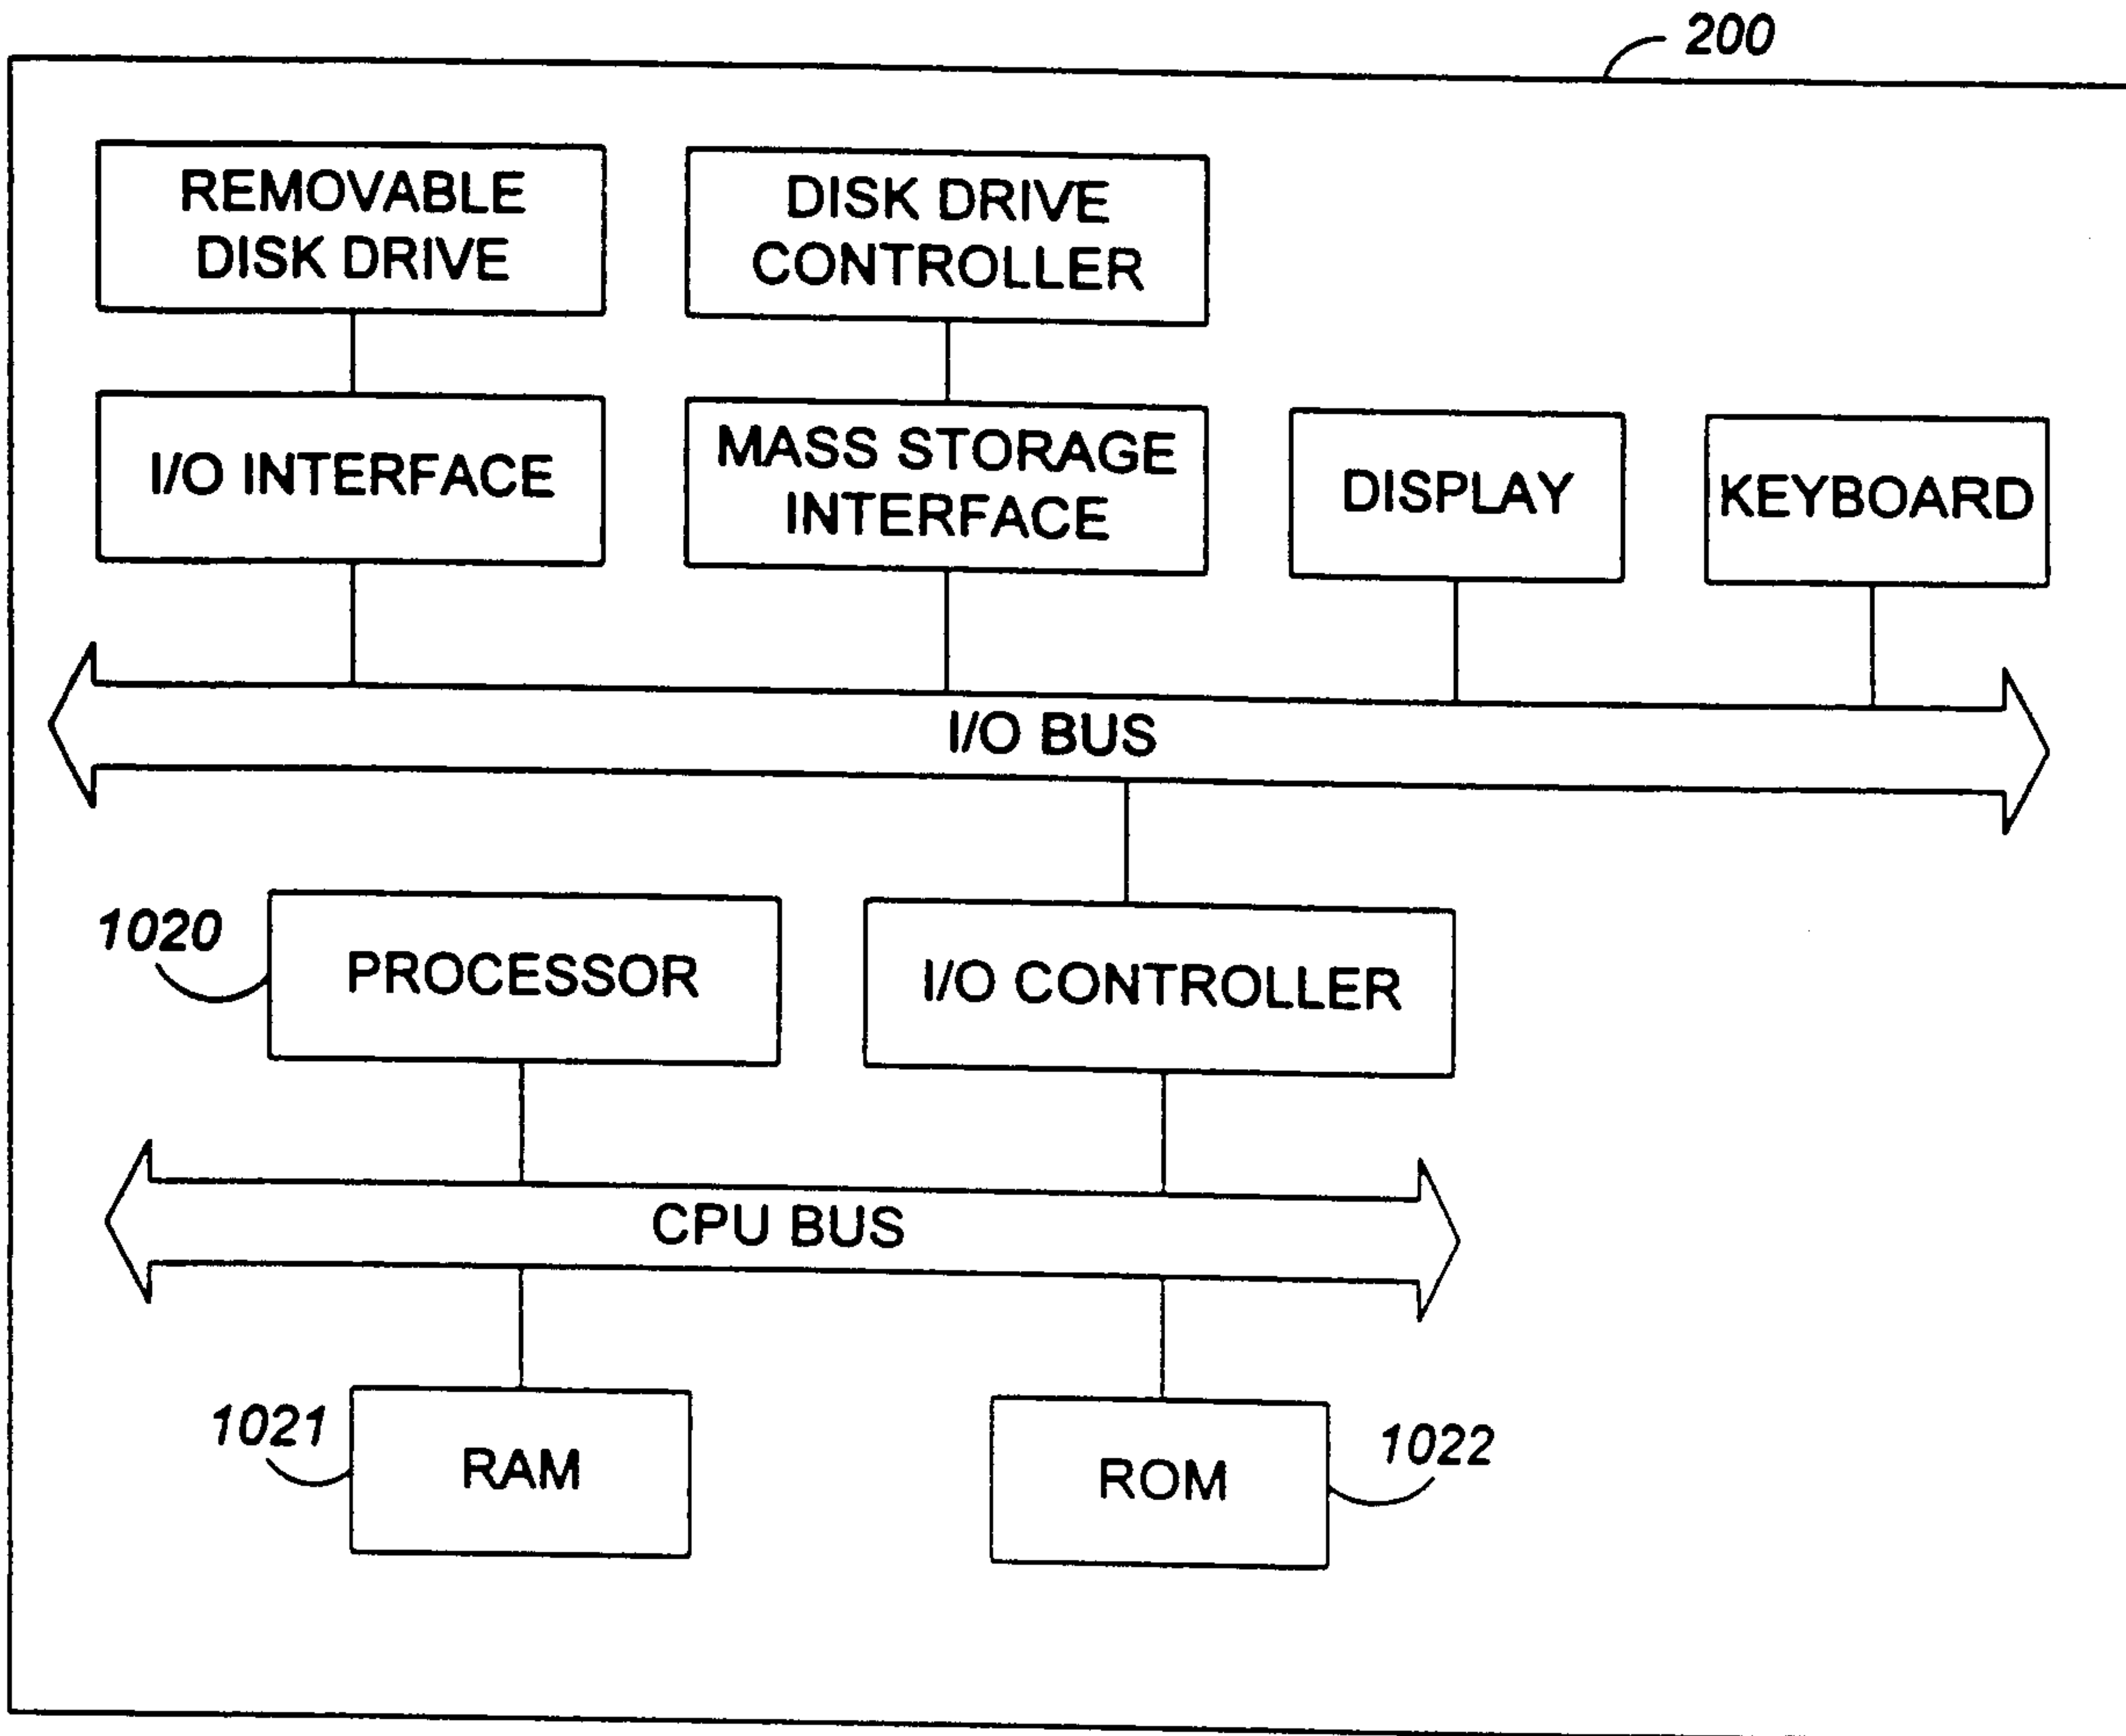 200
REMOVABLE
DISK DRIVE
DISK DRIVE
CONTROLLER
I/O INTERFACE
MASS STORAGE
INTERFACE
DISPLAY
KEYBOARD
I/O BUS
1020
PROCESSOR
I/O CONTROLLER
CPU BUS
1021
RAM
ROM
1022